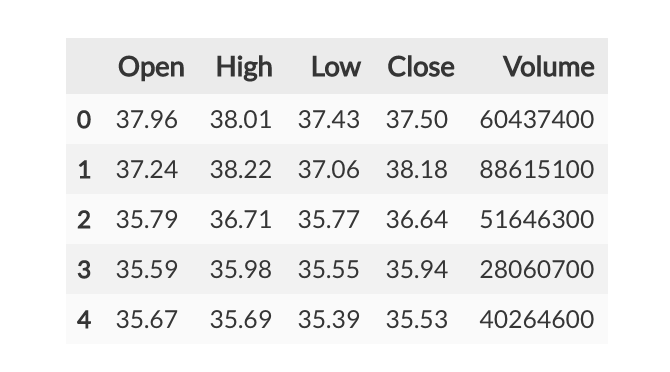 Open High Low Close Volume
0 37.96 38.01 37.43 37.50 60437400
1 37.24 38.22 37.06 38.18 88615100
2 35.79 36.71 35.77 36.64 51646300
3 35.59 35.98 35.55 35.94 28060700
4 35.67 35.69 35.39 35.53 40264600